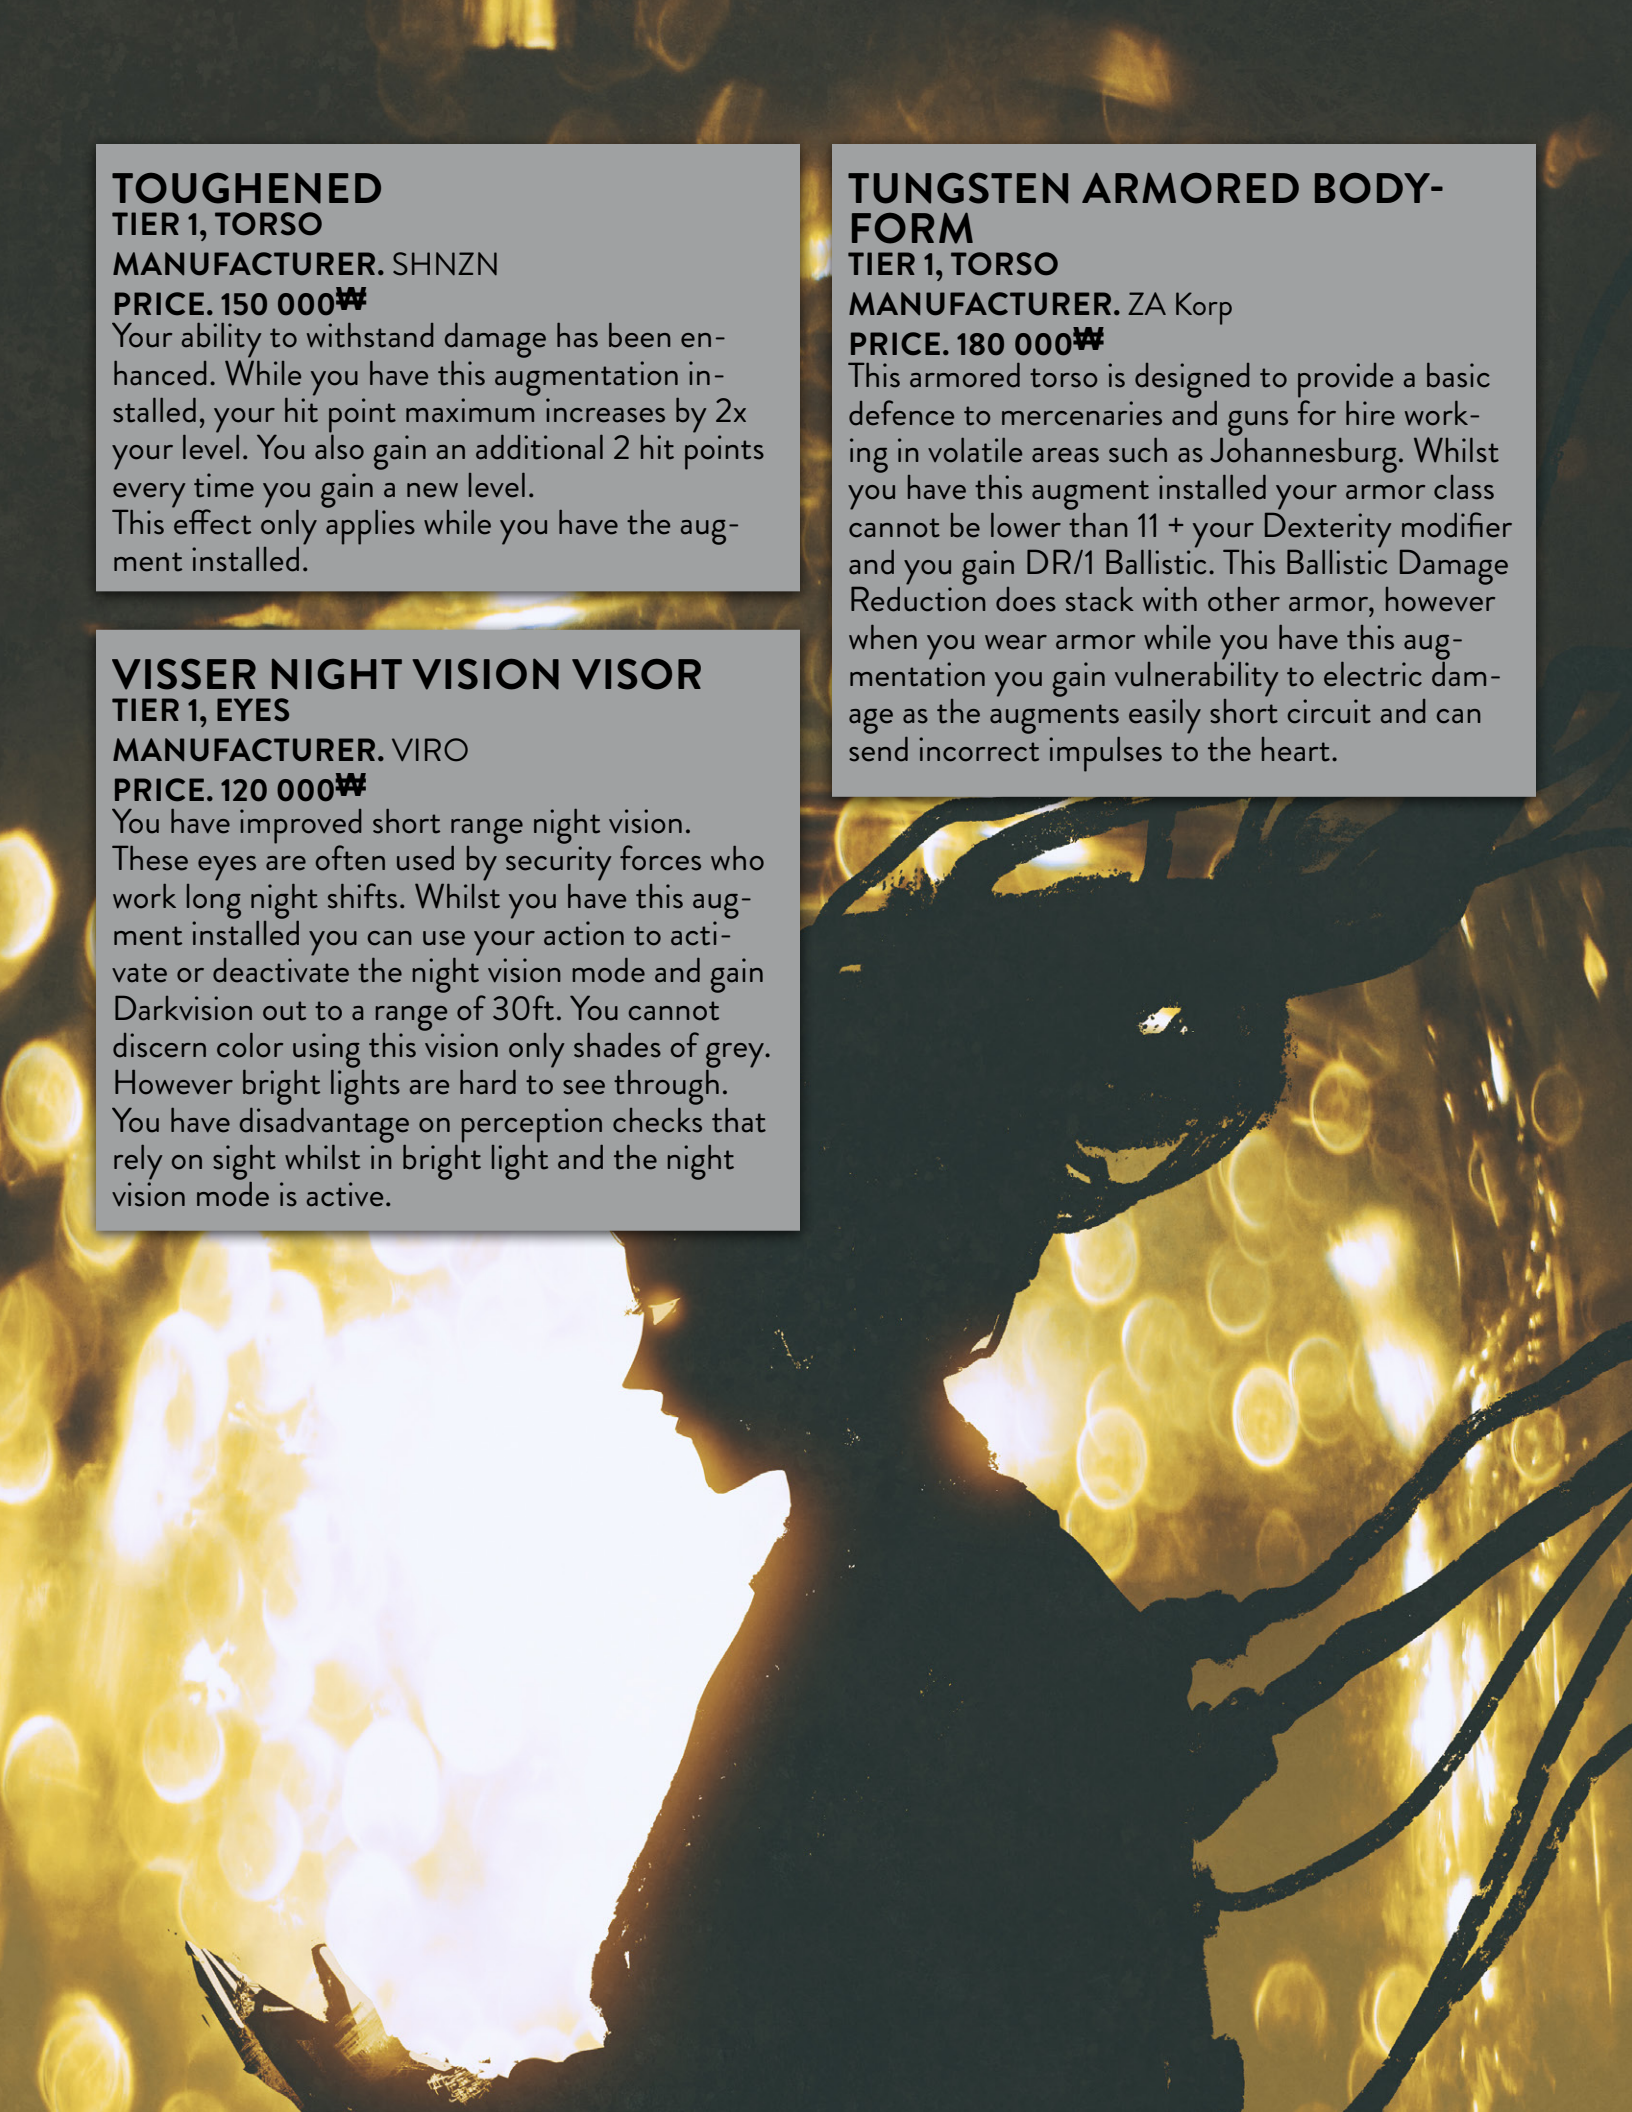 TOUGHENED
TIER 1, TORSO
MANUFACTURER. SHNZN
PRICE. 150 000₩
Your ability to withstand damage has been en-
hanced. While you have this augmentation in-
stalled, your hit point maximum increases by 2x
your level. You also gain an additional 2 hit points
every time you gain a new level.
This effect only applies while you have the aug-
ment installed.
VISSER NIGHT VISION VISOR
TIER 1, EYES
MANUFACTURER. VIRO
PRICE. 120 000₩
You have improved short range night vision.
These eyes are often used by security forces who
work long night shifts. Whilst you have this aug-
ment installed you can use your action to acti-
vate or deactivate the night vision mode and gain
Darkvision out to a range of 30ft. You cannot
discern color using this vision only shades of grey.
However bright lights are hard to see through.
You have disadvantage on perception checks that
rely on sight whilst in bright light and the night
vision mode is active.
TUNGSTEN ARMORED BODY-
FORM
TIER 1, TORSO
MANUFACTURER. ZA Korp
PRICE. 180 000₩
This armored torso is designed to provide a basic
defence to mercenaries and guns for hire work-
ing in volatile areas such as Johannesburg. Whilst
you have this augment installed your armor class
cannot be lower than 11 + your Dexterity modifier
and you gain DR/1 Ballistic. This Ballistic Damage
Reduction does stack with other armor, however
when you wear armor while you have this aug-
mentation you gain vulnerability to electric dam-
age as the augments easily short circuit and can
send incorrect impulses to the heart.